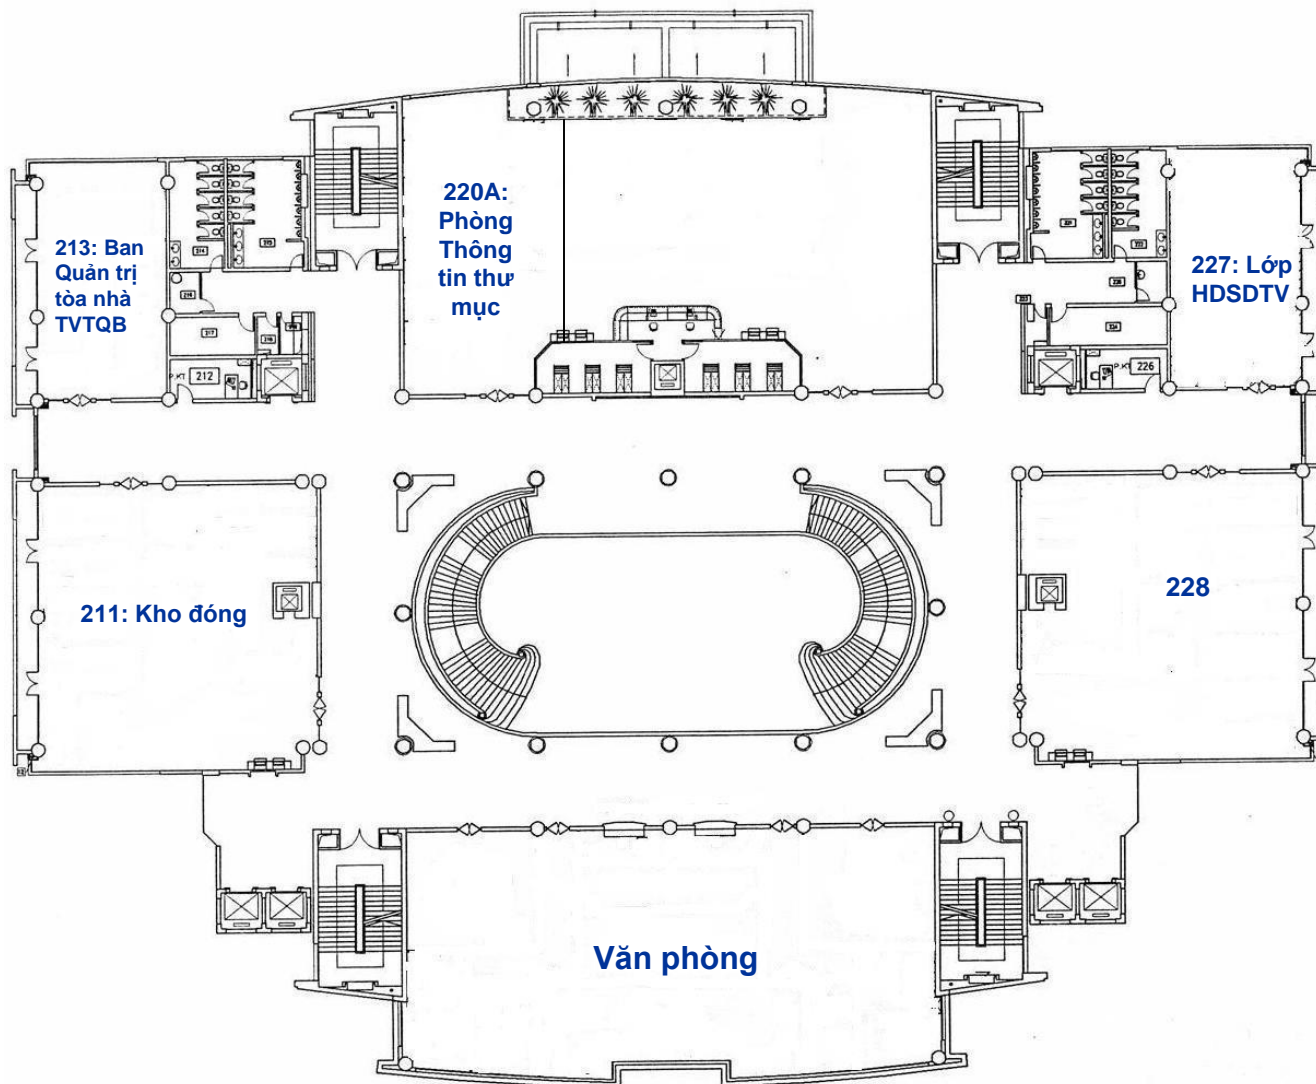 220A:
Phòng
Thông
tin thư
mục
213: Ban
Quản trị
tòa nhà
TVTQB
227: Lớp
HDSDTV
P.KT 212
P.KT 226
211: Kho đóng
228
Văn phòng